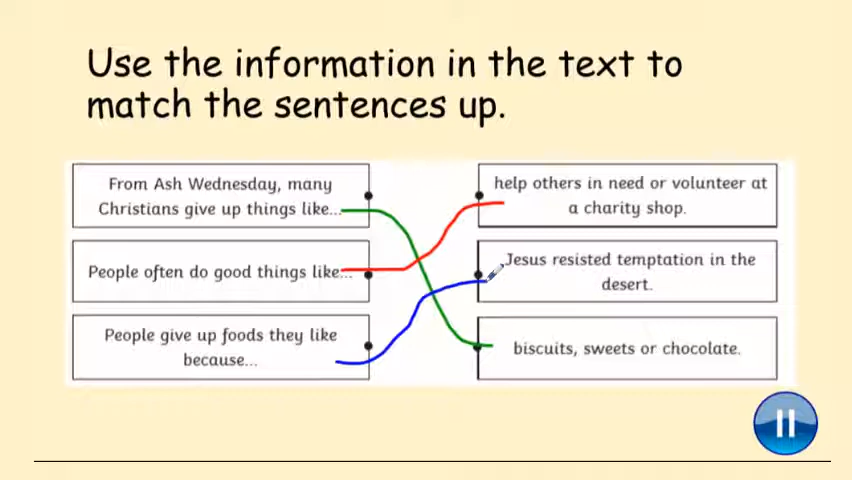 Use the information in the text to
match the sentences up.
From Ash Wednesday, many
Christians give up things like...
help others in need or volunteer at
a charity shop.
People often do good things like...
Jesus resisted temptation in the
desert.
People give up foods they like
because...
biscuits, sweets or chocolate.